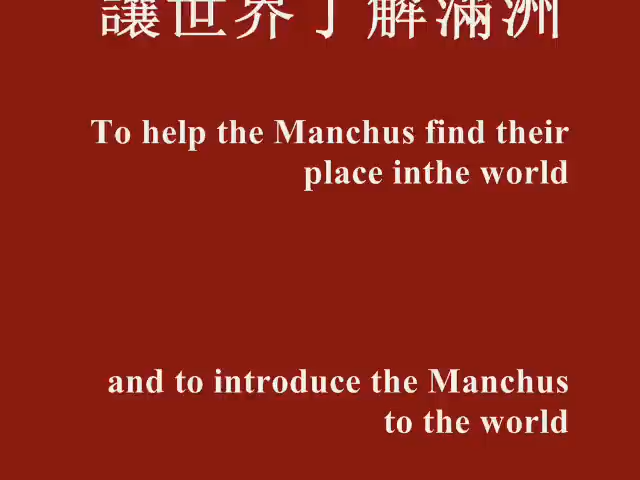 讓世界了解滿洲
To help the Manchus find their
place inthe world
and to introduce the Manchus
to the world